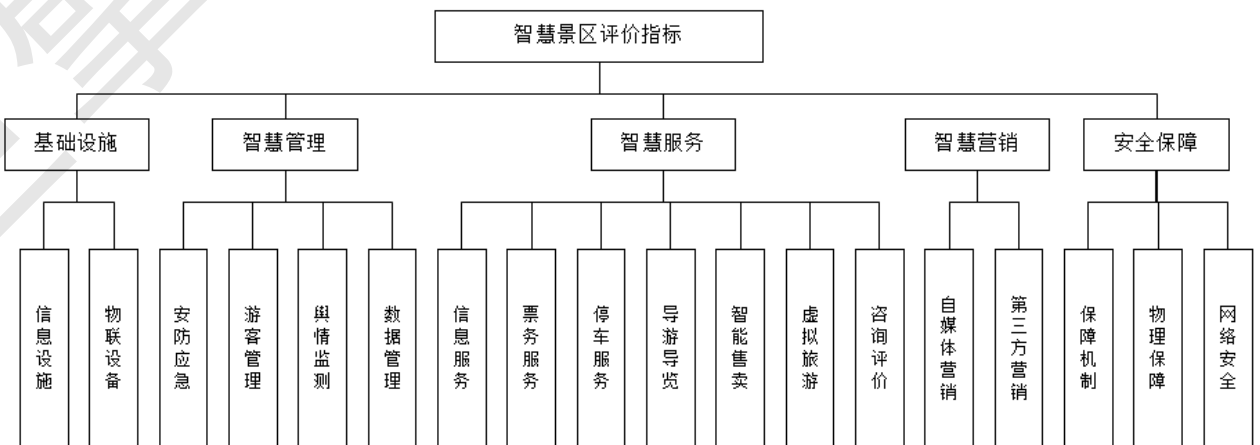 智慧景区评价指标
基础设施
智慧管理
智慧服务
智慧营销
安全保障
信息设施
物联设备
安防应急
游客管理
舆情监测
数据管理
信息服务
票务服务
停车服务
导游导览
智能售卖
虚拟旅游
咨询评价
自媒体营销
第三方营销
保障机制
物理保障
网络安全